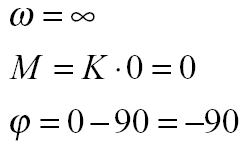 ω = ∞
M = K · 0 = 0
φ = 0 − 90 = −90